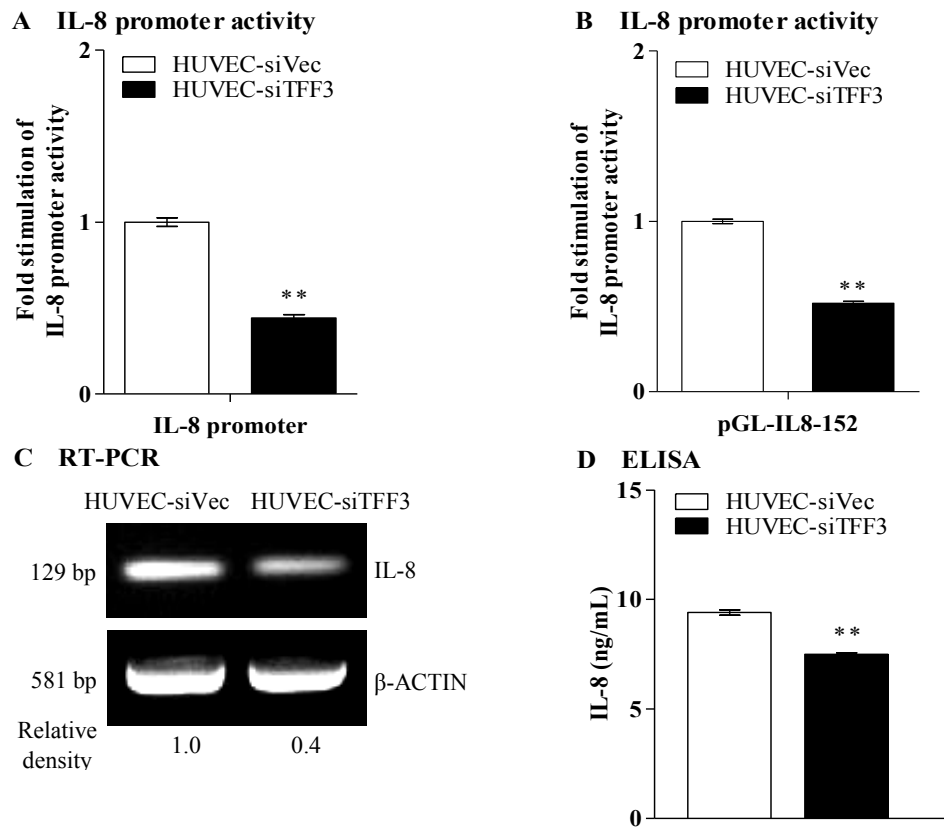 A IL-8 promoter activity
2
HUVEC-siVec
HUVEC-siTFF3
Fold stimulation of
IL-8 promoter activity
1
**
0
IL-8 promoter
B IL-8 promoter activity
2
HUVEC-siVec
HUVEC-siTFF3
Fold stimulation of
IL-8 promoter activity
1
**
0
pGL-IL8-152
C RT-PCR
HUVEC-siVec HUVEC-siTFF3
129 bp IL-8
581 bp β-ACTIN
Relative
density 1.0 0.4
D ELISA
15
HUVEC-siVec
HUVEC-siTFF3
IL-8 (ng/mL)
10
**
5
0